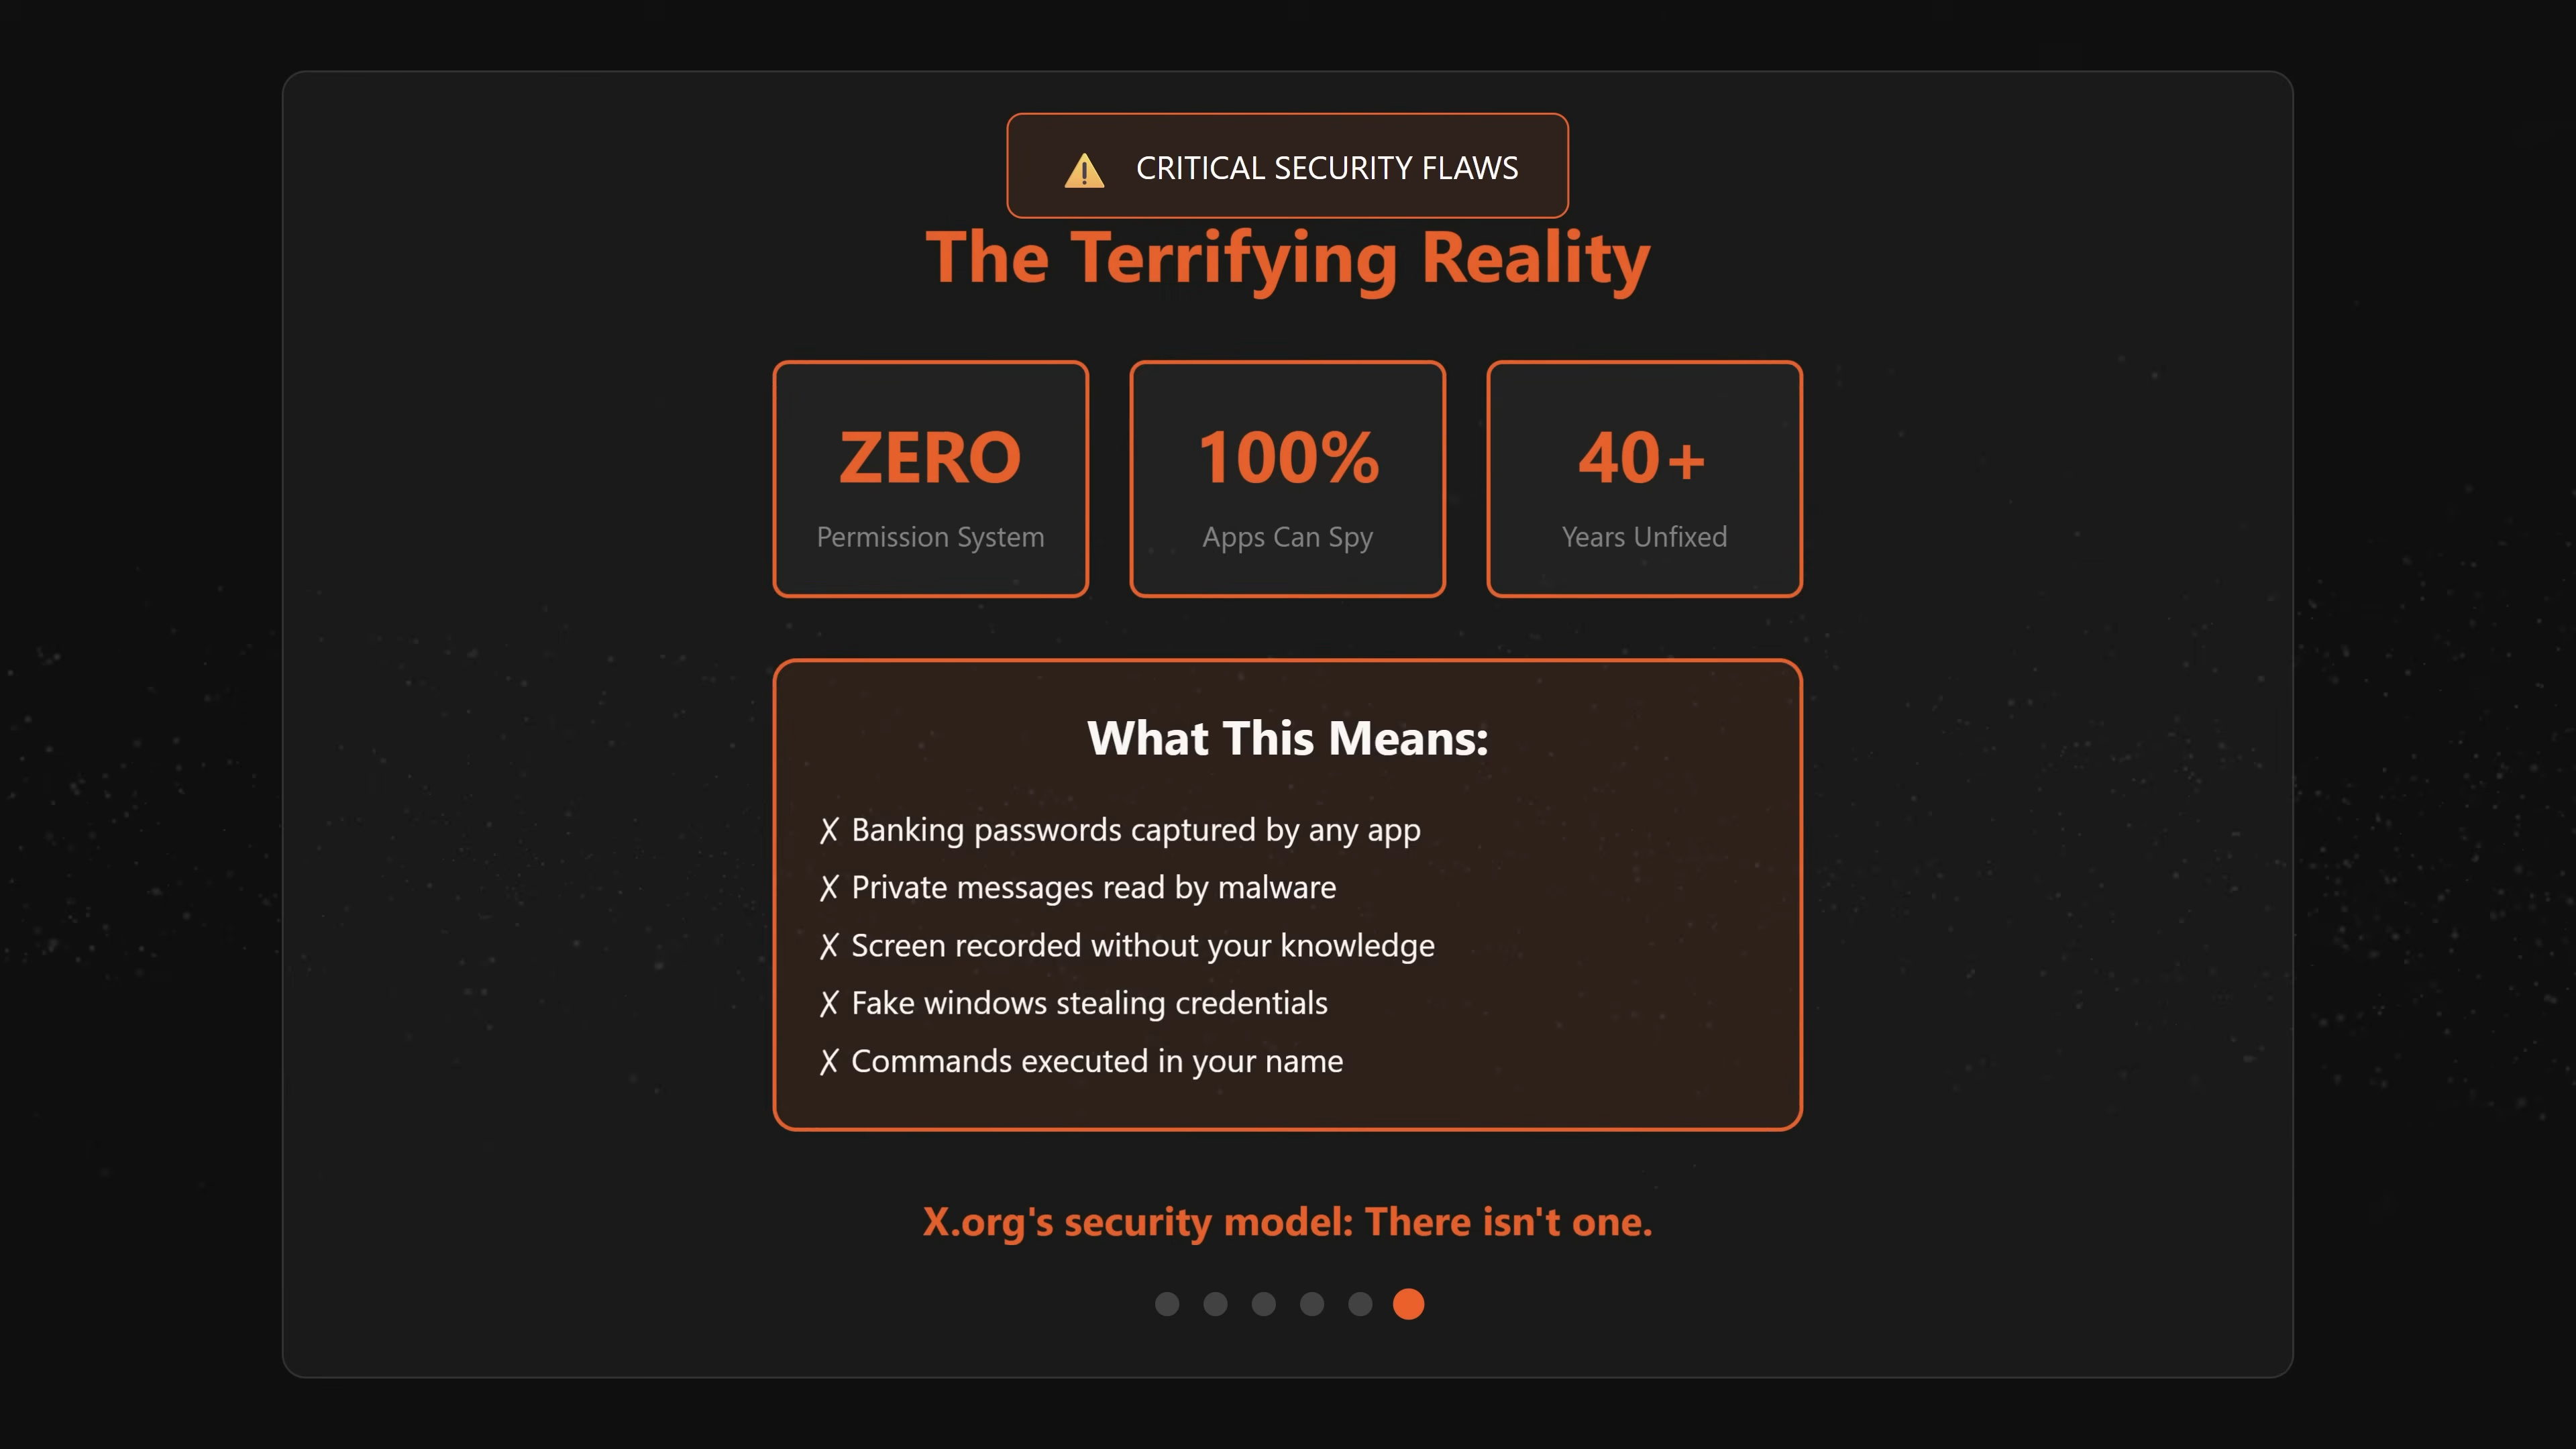 ⚠ CRITICAL SECURITY FLAWS
The Terrifying Reality
ZERO
Permission System
100%
Apps Can Spy
40+
Years Unfixed
What This Means:
✗ Banking passwords captured by any app
✗ Private messages read by malware
✗ Screen recorded without your knowledge
✗ Fake windows stealing credentials
✗ Commands executed in your name
X.org's security model: There isn't one.